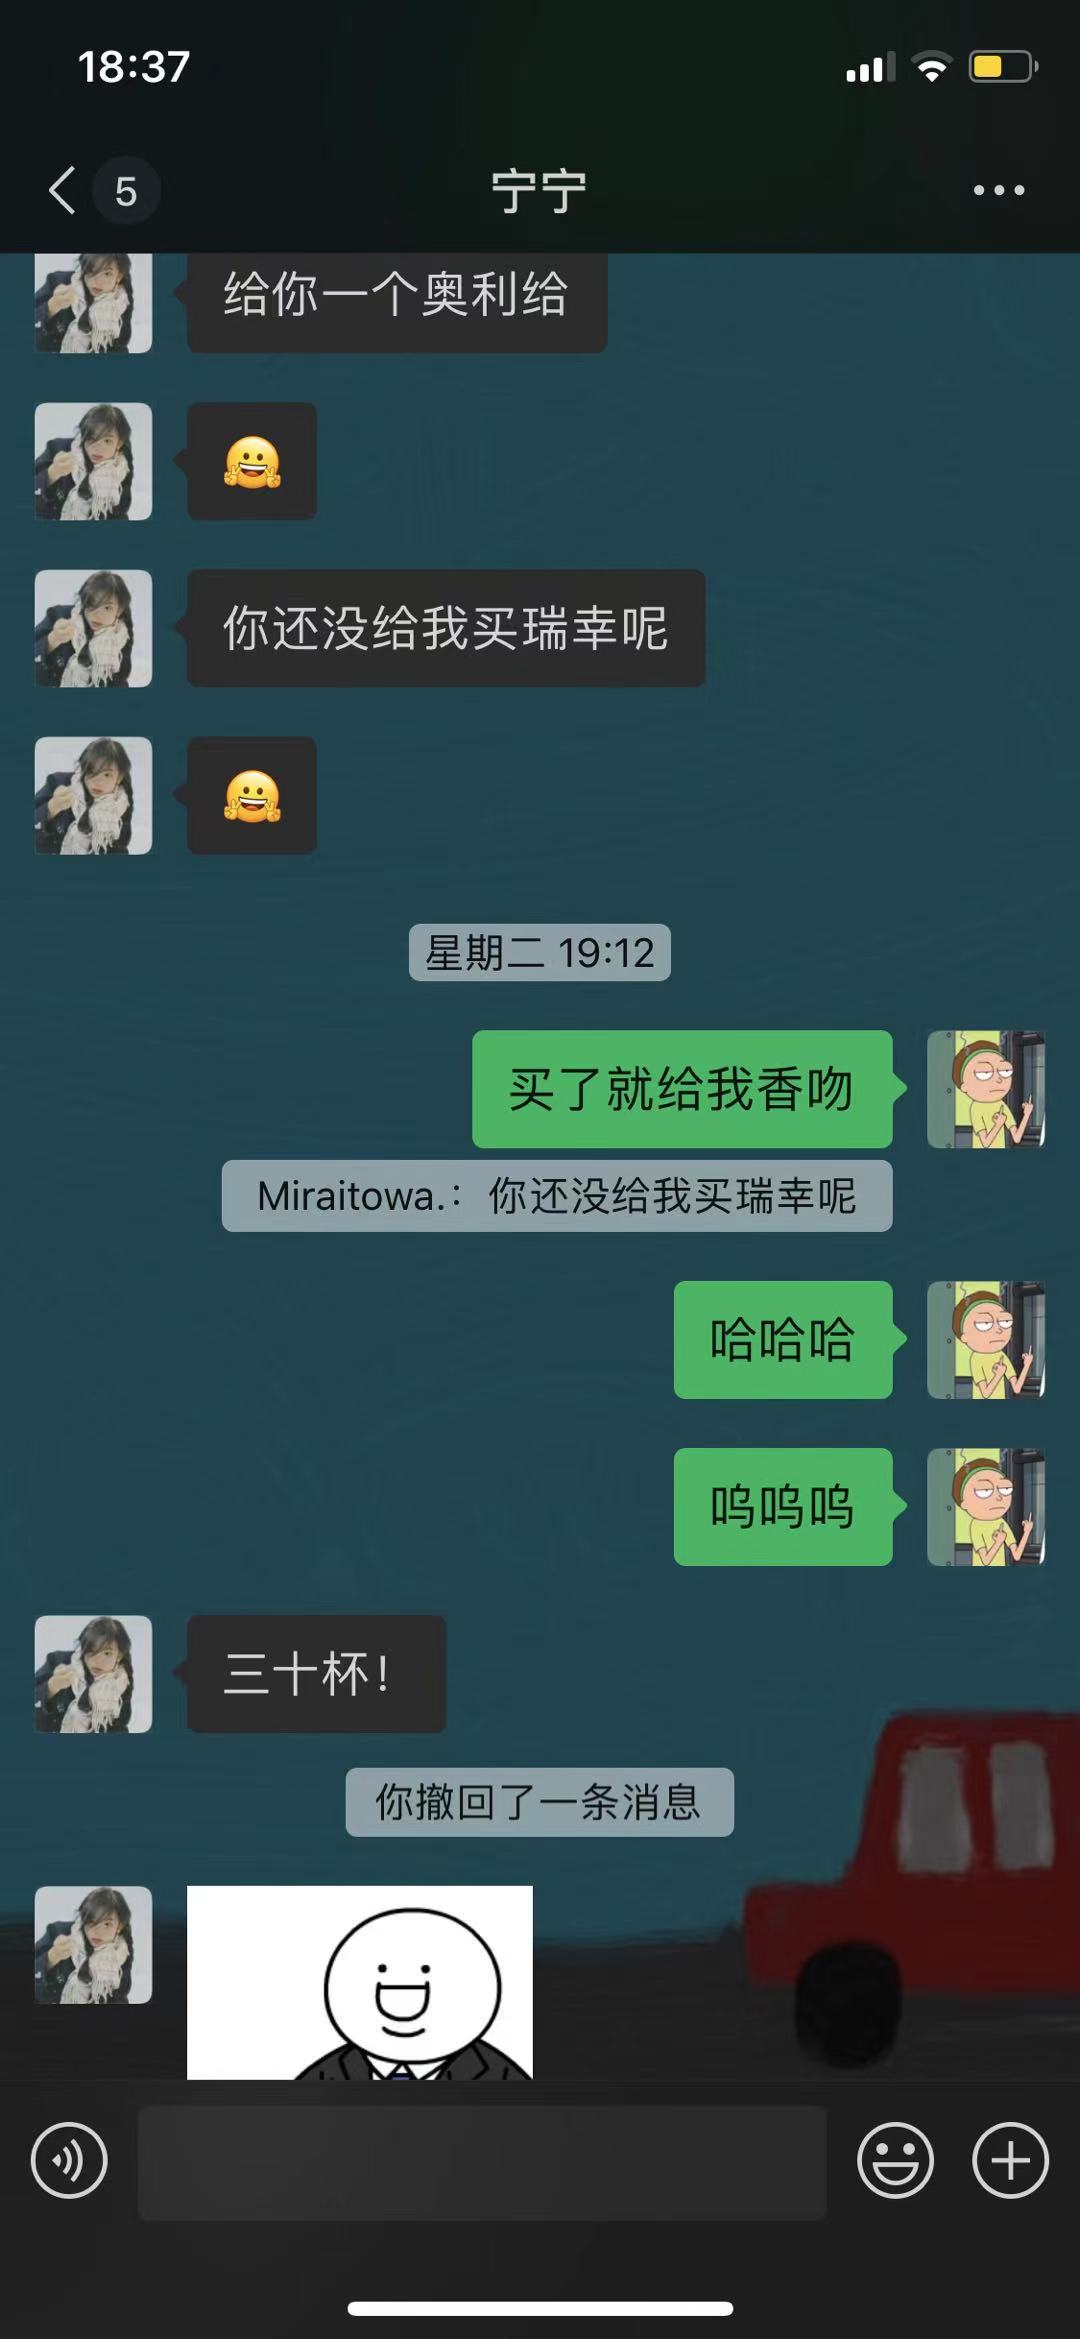 18:37
5
宁宁
给你一个奥利给
你还没给我买瑞幸呢
星期二 19:12
买了就给我香吻
Miraitowa.：你还没给我买瑞幸呢
哈哈哈
呜呜呜
三十杯！
你撤回了一条消息